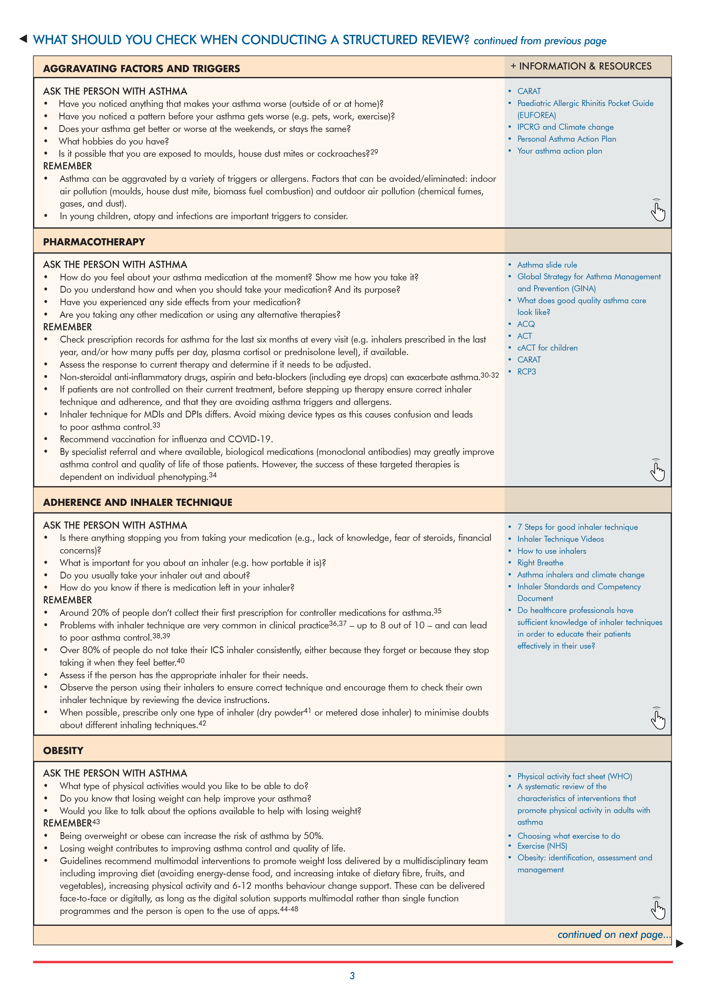 WHAT SHOULD YOU CHECK WHEN CONDUCTING A STRUCTURED REVIEW? continued from previous page
AGGRAVATING FACTORS AND TRIGGERS
+ INFORMATION & RESOURCES
ASK THE PERSON WITH ASTHMA
• Have you noticed anything that makes your asthma worse (outside of or at home)?
• Have you noticed a pattern before your asthma gets worse (e.g. pets, work, exercise)?
• Does your asthma get better or worse at the weekends, or stays the same?
• What hobbies do you have?
• Is it possible that you are exposed to moulds, house dust mites or cockroaches?29
REMEMBER
• Asthma can be aggravated by a variety of triggers or allergens. Factors that can be avoided/eliminated: indoor
air pollution (moulds, house dust mite, biomass fuel combustion) and outdoor air pollution (chemical fumes,
gases, and dust).
• In young children, atopy and infections are important triggers to consider.
• CARAT
• Paediatric Allergic Rhinitis Pocket Guide
(EUFOREA)
• IPCRG and Climate change
• Personal Asthma Action Plan
• Your asthma action plan
PHARMACOTHERAPY
ASK THE PERSON WITH ASTHMA
• How do you feel about your asthma medication at the moment? Show me how you take it?
• Do you understand how and when you should take your medication? And its purpose?
• Have you experienced any side effects from your medication?
• Are you taking any other medication or using any alternative therapies?
REMEMBER
• Check prescription records for asthma for the last six months at every visit (e.g. inhalers prescribed in the last
year, and/or how many puffs per day, plasma cortisol or prednisolone level), if available.
• Assess the response to current therapy and determine if it needs to be adjusted.
• Non-steroidal anti-inflammatory drugs, aspirin and beta-blockers (including eye drops) can exacerbate asthma.30-32
• If patients are not controlled on their current treatment, before stepping up therapy ensure correct inhaler
technique and adherence, and that they are avoiding asthma triggers and allergens.
• Inhaler technique for MDIs and DPIs differs. Avoid mixing device types as this causes confusion and leads
to poor asthma control.33
• Recommend vaccination for influenza and COVID-19.
• By specialist referral and where available, biological medications (monoclonal antibodies) may greatly improve
asthma control and quality of life of those patients. However, the success of these targeted therapies is
dependent on individual phenotyping.34
• Asthma slide rule
• Global Strategy for Asthma Management
and Prevention (GINA)
• What does good quality asthma care
look like?
• ACQ
• ACT
• cACT for children
• CARAT
• RCP3
ADHERENCE AND INHALER TECHNIQUE
ASK THE PERSON WITH ASTHMA
• Is there anything stopping you from taking your medication (e.g., lack of knowledge, fear of steroids, financial
concerns)?
• What is important for you about an inhaler (e.g. how portable it is)?
• Do you usually take your inhaler out and about?
• How do you know if there is medication left in your inhaler?
REMEMBER
• Around 20% of people don’t collect their first prescription for controller medications for asthma.35
• Problems with inhaler technique are very common in clinical practice36,37 – up to 8 out of 10 – and can lead
to poor asthma control.38,39
• Over 80% of people do not take their ICS inhaler consistently, either because they forget or because they stop
taking it when they feel better.40
• Assess if the person has the appropriate inhaler for their needs.
• Observe the person using their inhalers to ensure correct technique and encourage them to check their own
inhaler technique by reviewing the device instructions.
• When possible, prescribe only one type of inhaler (dry powder41 or metered dose inhaler) to minimise doubts
about different inhaling techniques.42
• 7 Steps for good inhaler technique
• Inhaler Technique Videos
• How to use inhalers
• Right Breathe
• Asthma inhalers and climate change
• Inhaler Standards and Competency
Document
• Do healthcare professionals have
sufficient knowledge of inhaler techniques
in order to educate their patients
effectively in their use?
OBESITY
ASK THE PERSON WITH ASTHMA
• What type of physical activities would you like to be able to do?
• Do you know that losing weight can help improve your asthma?
• Would you like to talk about the options available to help with losing weight?
REMEMBER43
• Being overweight or obese can increase the risk of asthma by 50%.
• Losing weight contributes to improving asthma control and quality of life.
• Guidelines recommend multimodal interventions to promote weight loss delivered by a multidisciplinary team
including improving diet (avoiding energy-dense food, and increasing intake of dietary fibre, fruits, and
vegetables), increasing physical activity and 6-12 months behaviour change support. These can be delivered
face-to-face or digitally, as long as the digital solution supports multimodal rather than single function
programmes and the person is open to the use of apps.44-48
• Physical activity fact sheet (WHO)
• A systematic review of the
characteristics of interventions that
promote physical activity in adults with
asthma
• Choosing what exercise to do
• Exercise (NHS)
• Obesity: identification, assessment and
management
continued on next page...
3